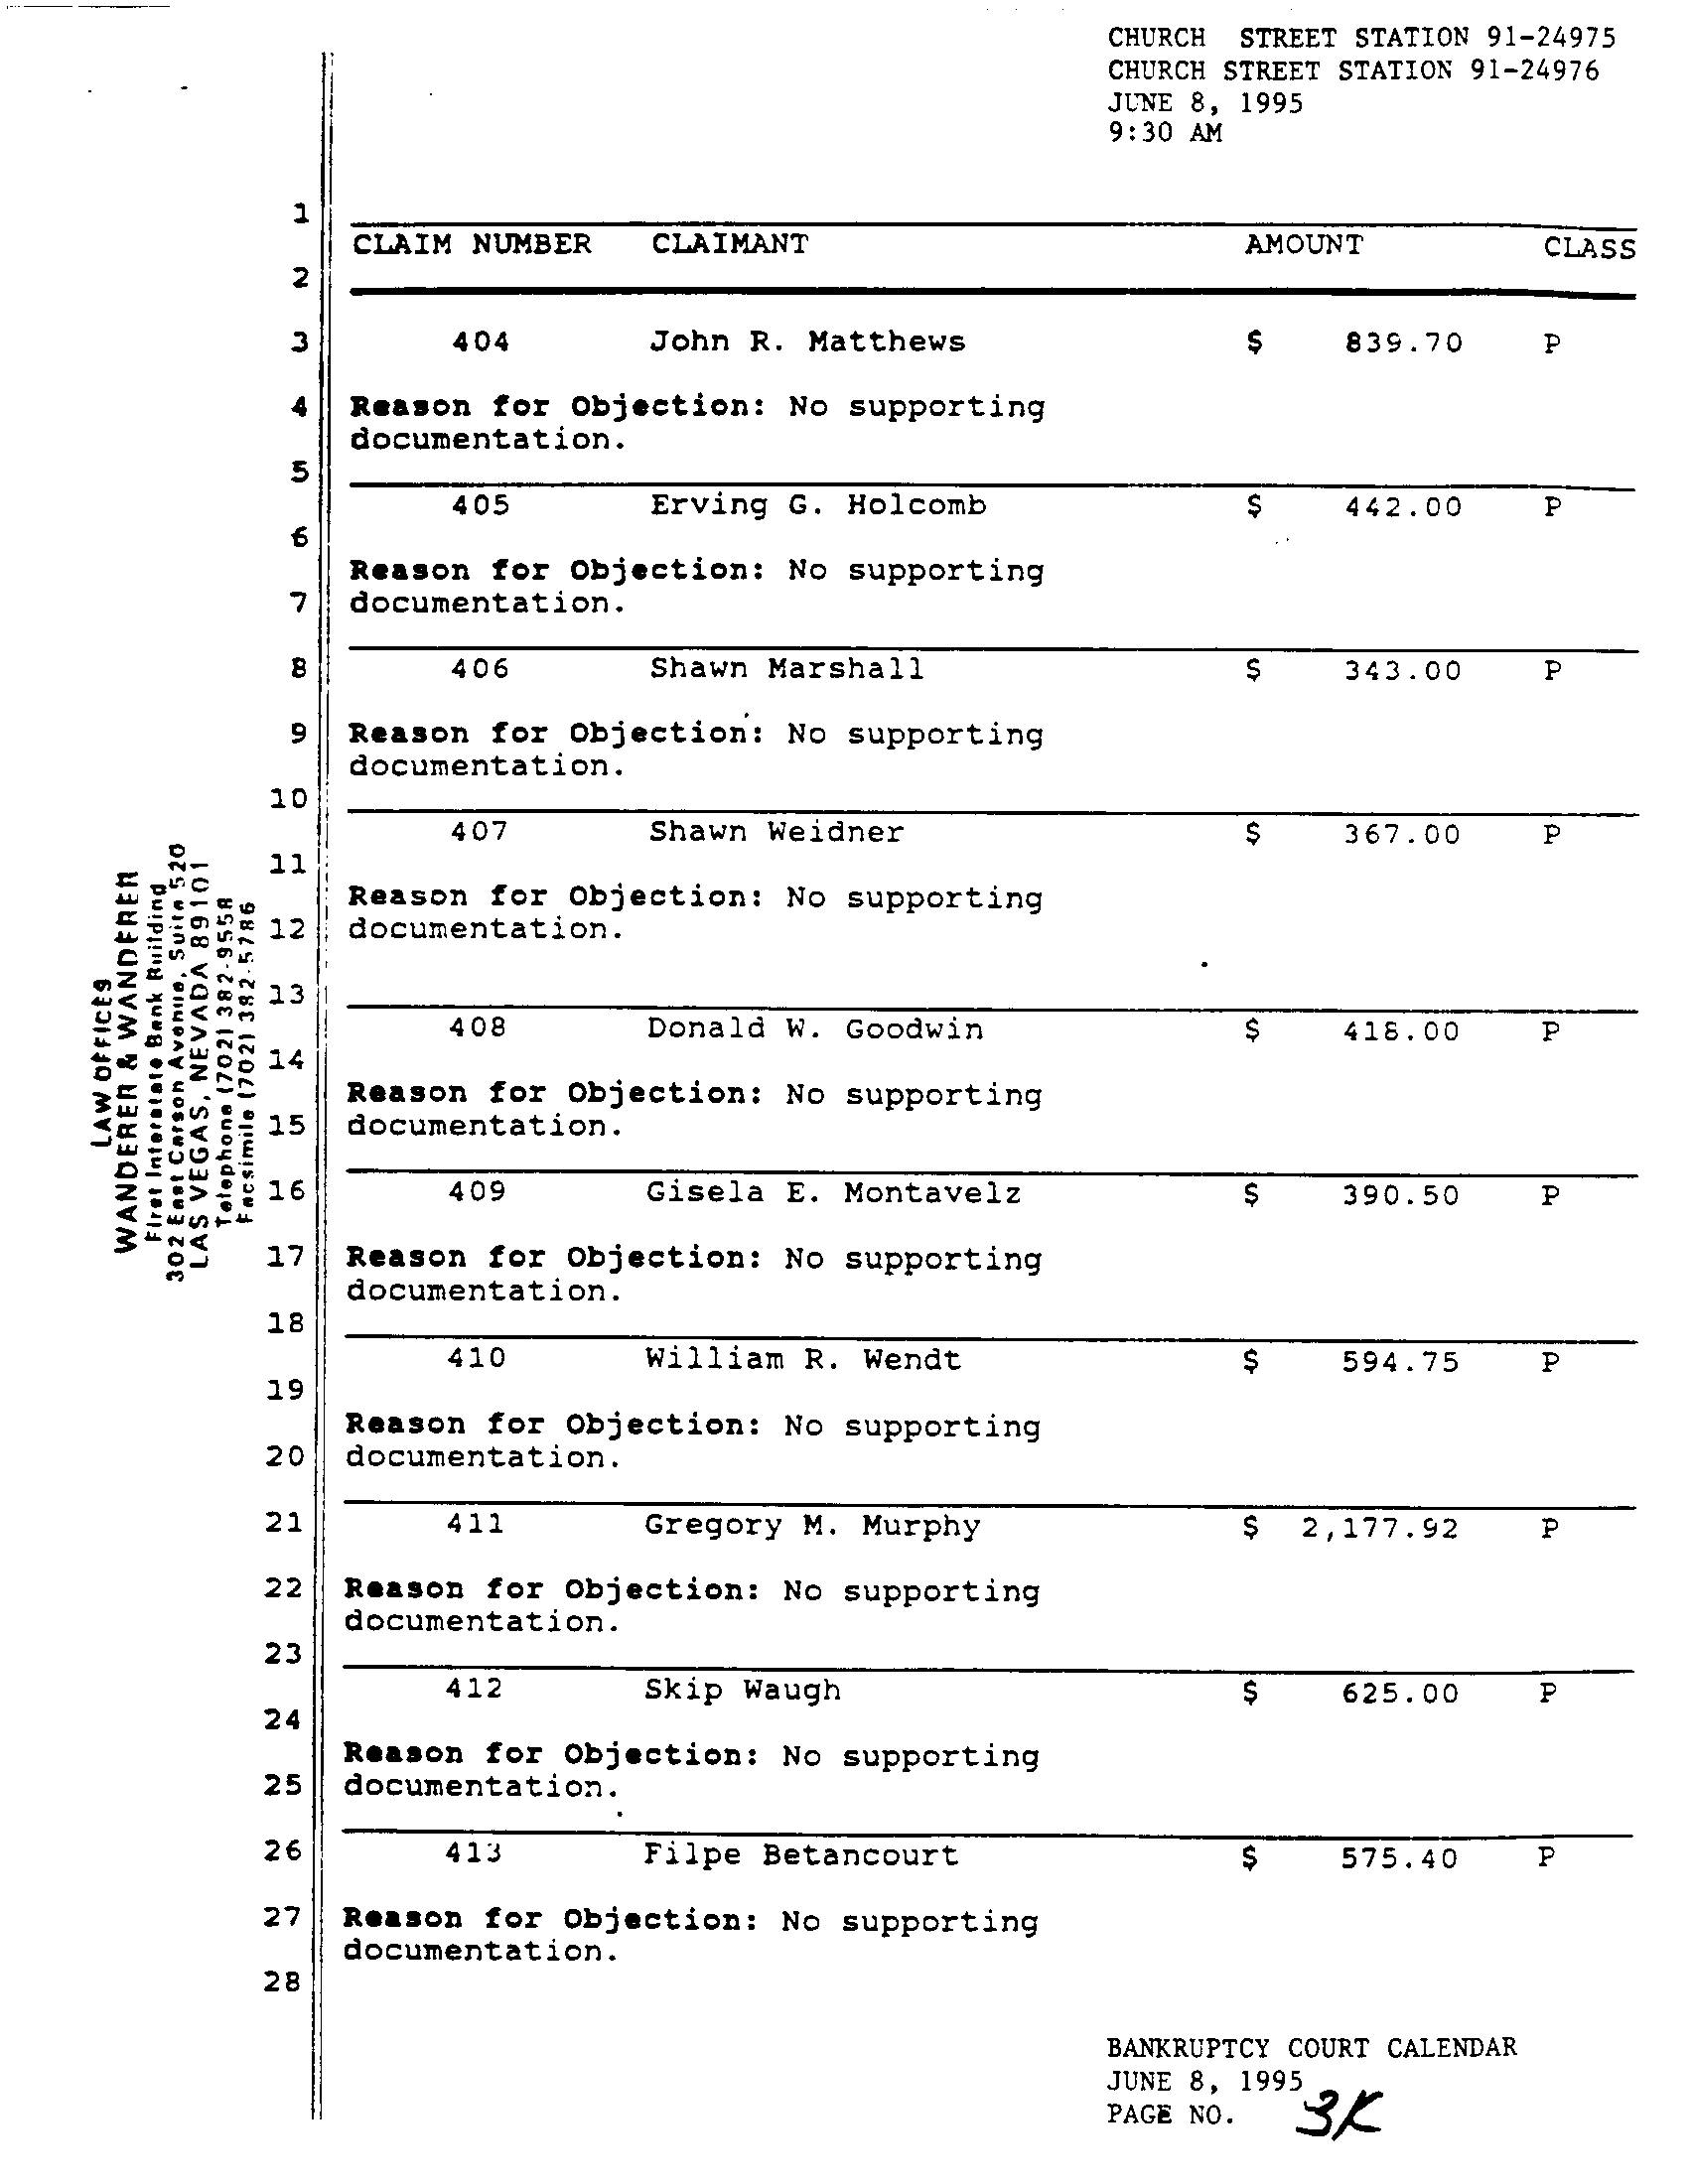 CHURCH STREET STATION 91-24975
CHURCH STREET STATION 91-24976
JUNE 8, 1995
9:30 AM
1
CLAIM NUMBER CLAIMANT AMOUNT CLASS
2
3 404 John R. Matthews $ 839.70 P
4 Reason for Objection: No supporting
documentation.
5
405 Erving G. Holcomb $ 442.00 P
6
Reason for Objection: No supporting
7 documentation.
8 406 Shawn Marshall $ 343.00 P
9 Reason for Objection: No supporting
documentation.
10
407 Shawn Weidner $ 367.00 P
11
Reason for Objection: No supporting
12 documentation.
13
408 Donald W. Goodwin $ 418.00 P
14
Reason for Objection: No supporting
15 documentation.
16 409 Gisela E. Montavelz $ 390.50 P
17 Reason for Objection: No supporting
documentation.
18
410 William R. Wendt $ 594.75 P
19
Reason for Objection: No supporting
20 documentation.
21 411 Gregory M. Murphy $ 2,177.92 P
22 Reason for Objection: No supporting
documentation.
23
412 Skip Waugh $ 625.00 P
24
Reason for Objection: No supporting
25 documentation.
26 413 Filpe Betancourt $ 575.40 P
27 Reason for Objection: No supporting
documentation.
28
LAW OFFICES
WANDERER & WANDERER
First Interstate Bank Building
302 East Carson Avenue, Suite 520
LAS VEGAS, NEVADA 89101
Telephone (702) 382-9558
Facsimile (702) 382-5786
BANKRUPTCY COURT CALENDAR
JUNE 8, 1995
PAGE NO. 3K